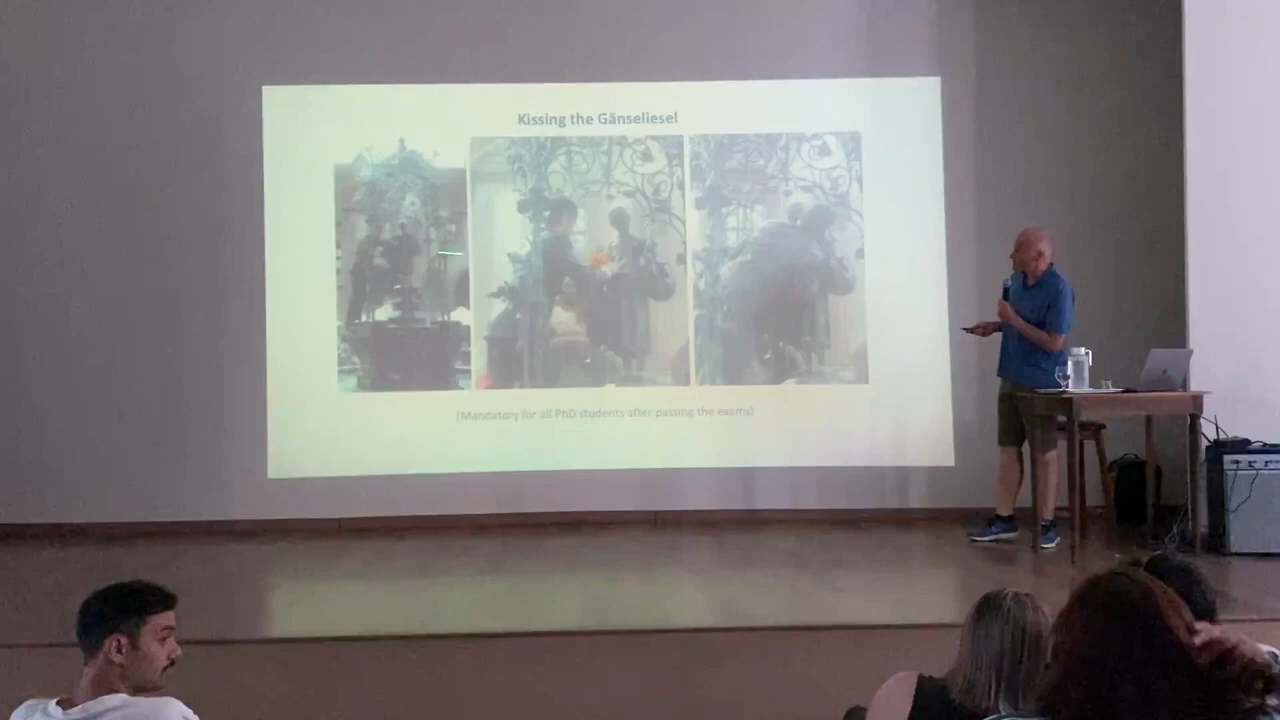 Kissing the Gänseliesel
(Mandatory for all PhD students after passing the exams)